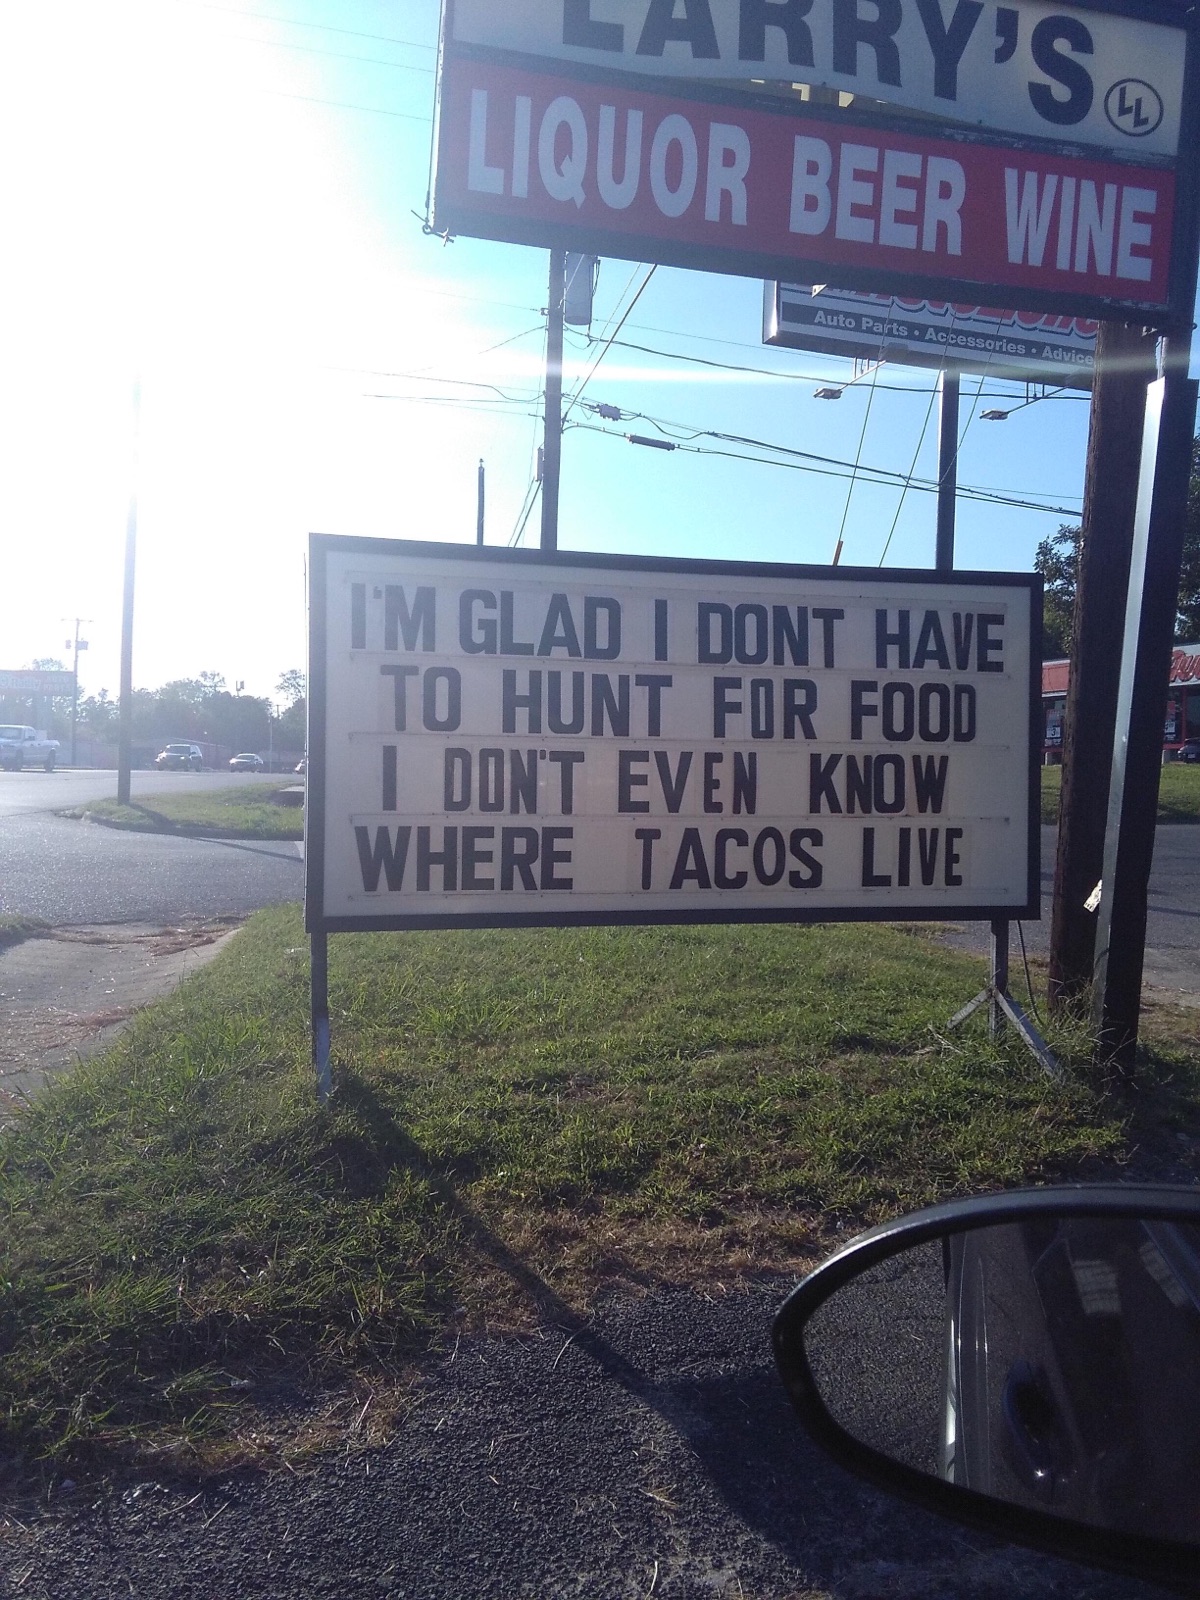 LARRY'S
LL
LIQUOR BEER WINE
Auto Parts • Accessories • Advice
I'M GLAD I DONT HAVE
TO HUNT FOR FOOD
I DON'T EVEN KNOW
WHERE TACOS LIVE